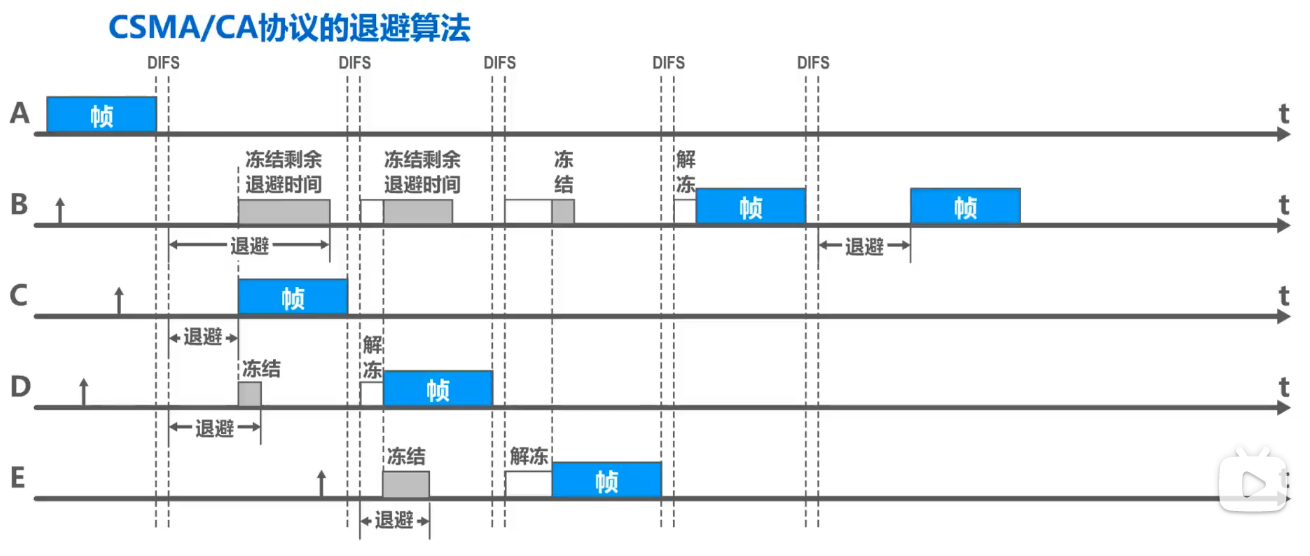 CSMA/CA协议的退避算法
DIFS DIFS DIFS DIFS DIFS
A 帧 t
冻结剩余
退避时间
冻结剩余
退避时间
冻
结
解
冻
B 帧 帧 t
退避 退避
C 帧 t
退避
解
冻
冻结
D 帧 t
退避
冻结 解冻
E 帧 t
退避